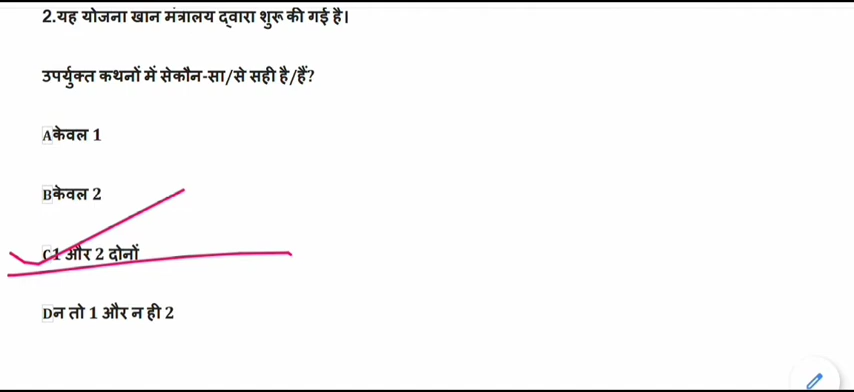 2.यह योजना खान मंत्रालय द्वारा शुरू की गई है।
उपर्युक्त कथनों में सेकौन-सा/से सही है/हैं?
Aकेवल 1
Bकेवल 2
C1 और 2 दोनों
Dन तो 1 और न ही 2